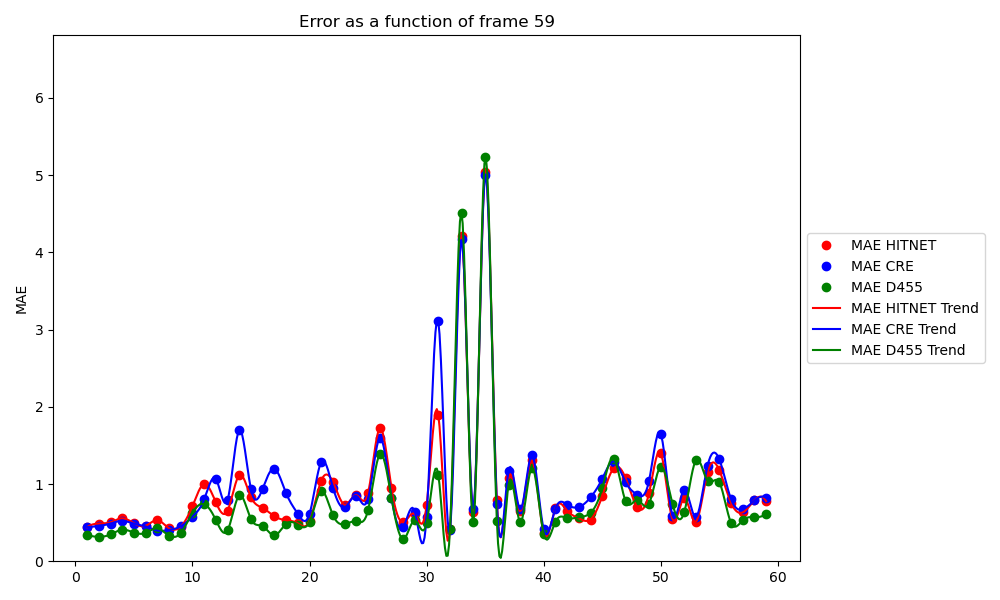 Error as a function of frame 59
MAE
6
5
4
3
2
1
0
0 10 20 30 40 50 60
MAE HITNET
MAE CRE
MAE D455
MAE HITNET Trend
MAE CRE Trend
MAE D455 Trend